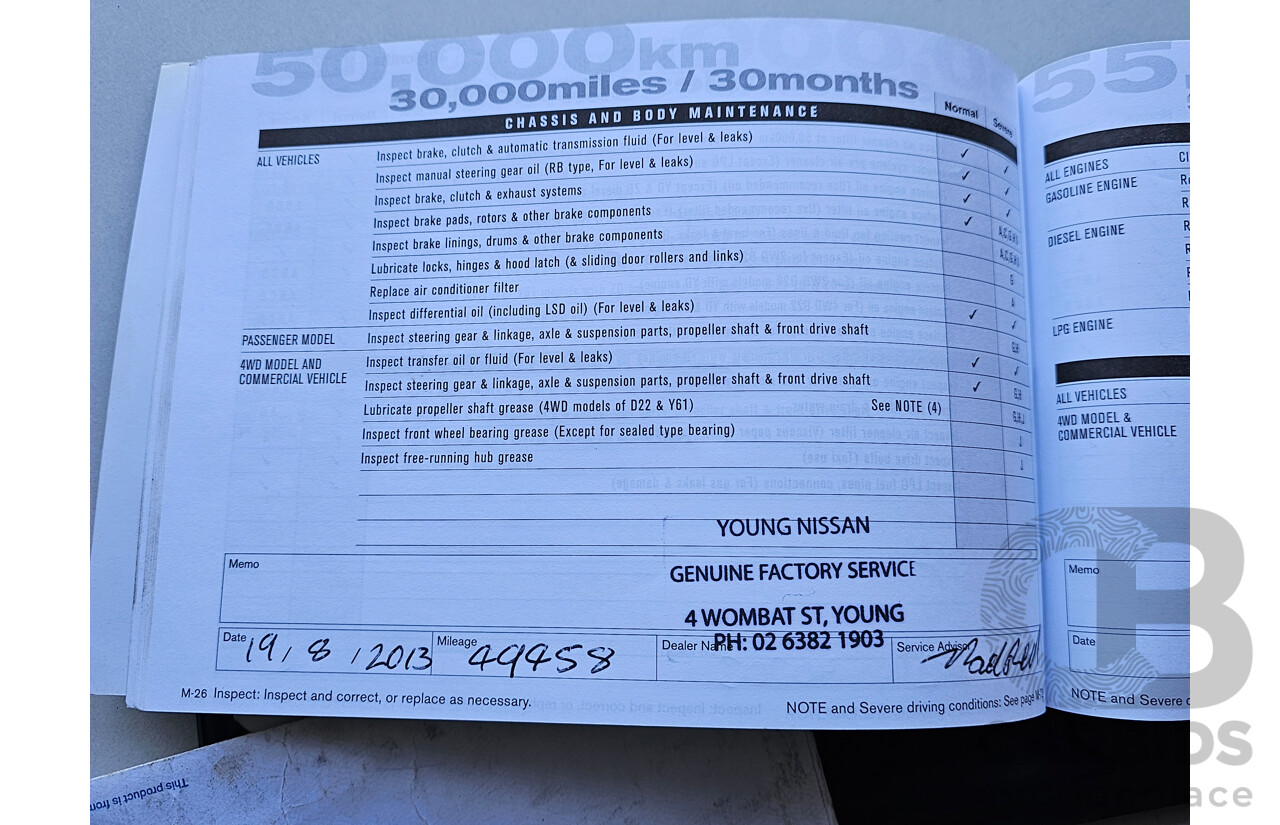 50,000km
30,000miles / 30months
CHASSIS AND BODY MAINTENANCE
Normal Severe
ALL VEHICLES
Inspect brake, clutch & automatic transmission fluid (For level & leaks) ✓ ✓
Inspect manual steering gear oil (RB type, For level & leaks) ✓ ✓
Inspect brake, clutch & exhaust systems ✓ ✓
Inspect brake pads, rotors & other brake components ✓
Inspect brake linings, drums & other brake components
Lubricate locks, hinges & hood latch (& sliding door rollers and links)
Replace air conditioner filter
Inspect differential oil (including LSD oil) (For level & leaks) ✓ ✓
PASSENGER MODEL
Inspect steering gear & linkage, axle & suspension parts, propeller shaft & front drive shaft G,H
4WD MODEL AND
COMMERCIAL VEHICLE
Inspect transfer oil or fluid (For level & leaks) ✓ ✓
Inspect steering gear & linkage, axle & suspension parts, propeller shaft & front drive shaft ✓ G,H
Lubricate propeller shaft grease (4WD models of D22 & Y61) See NOTE (4) G,H,J
Inspect front wheel bearing grease (Except for sealed type bearing) J
Inspect free-running hub grease J
YOUNG NISSAN
GENUINE FACTORY SERVICE
4 WOMBAT ST, YOUNG
PH: 02 6382 1903
Memo
Date 19/8/2013
Mileage 49458
Dealer Name
Service Advisor
M-26 Inspect: Inspect and correct, or replace as necessary.
NOTE and Severe driving conditions: See page
55,
ALL ENGINES
GASOLINE ENGINE
DIESEL ENGINE
LPG ENGINE
ALL VEHICLES
4WD MODEL &
COMMERCIAL VEHICLE
Memo
Date
NOTE and Severe
This product is from